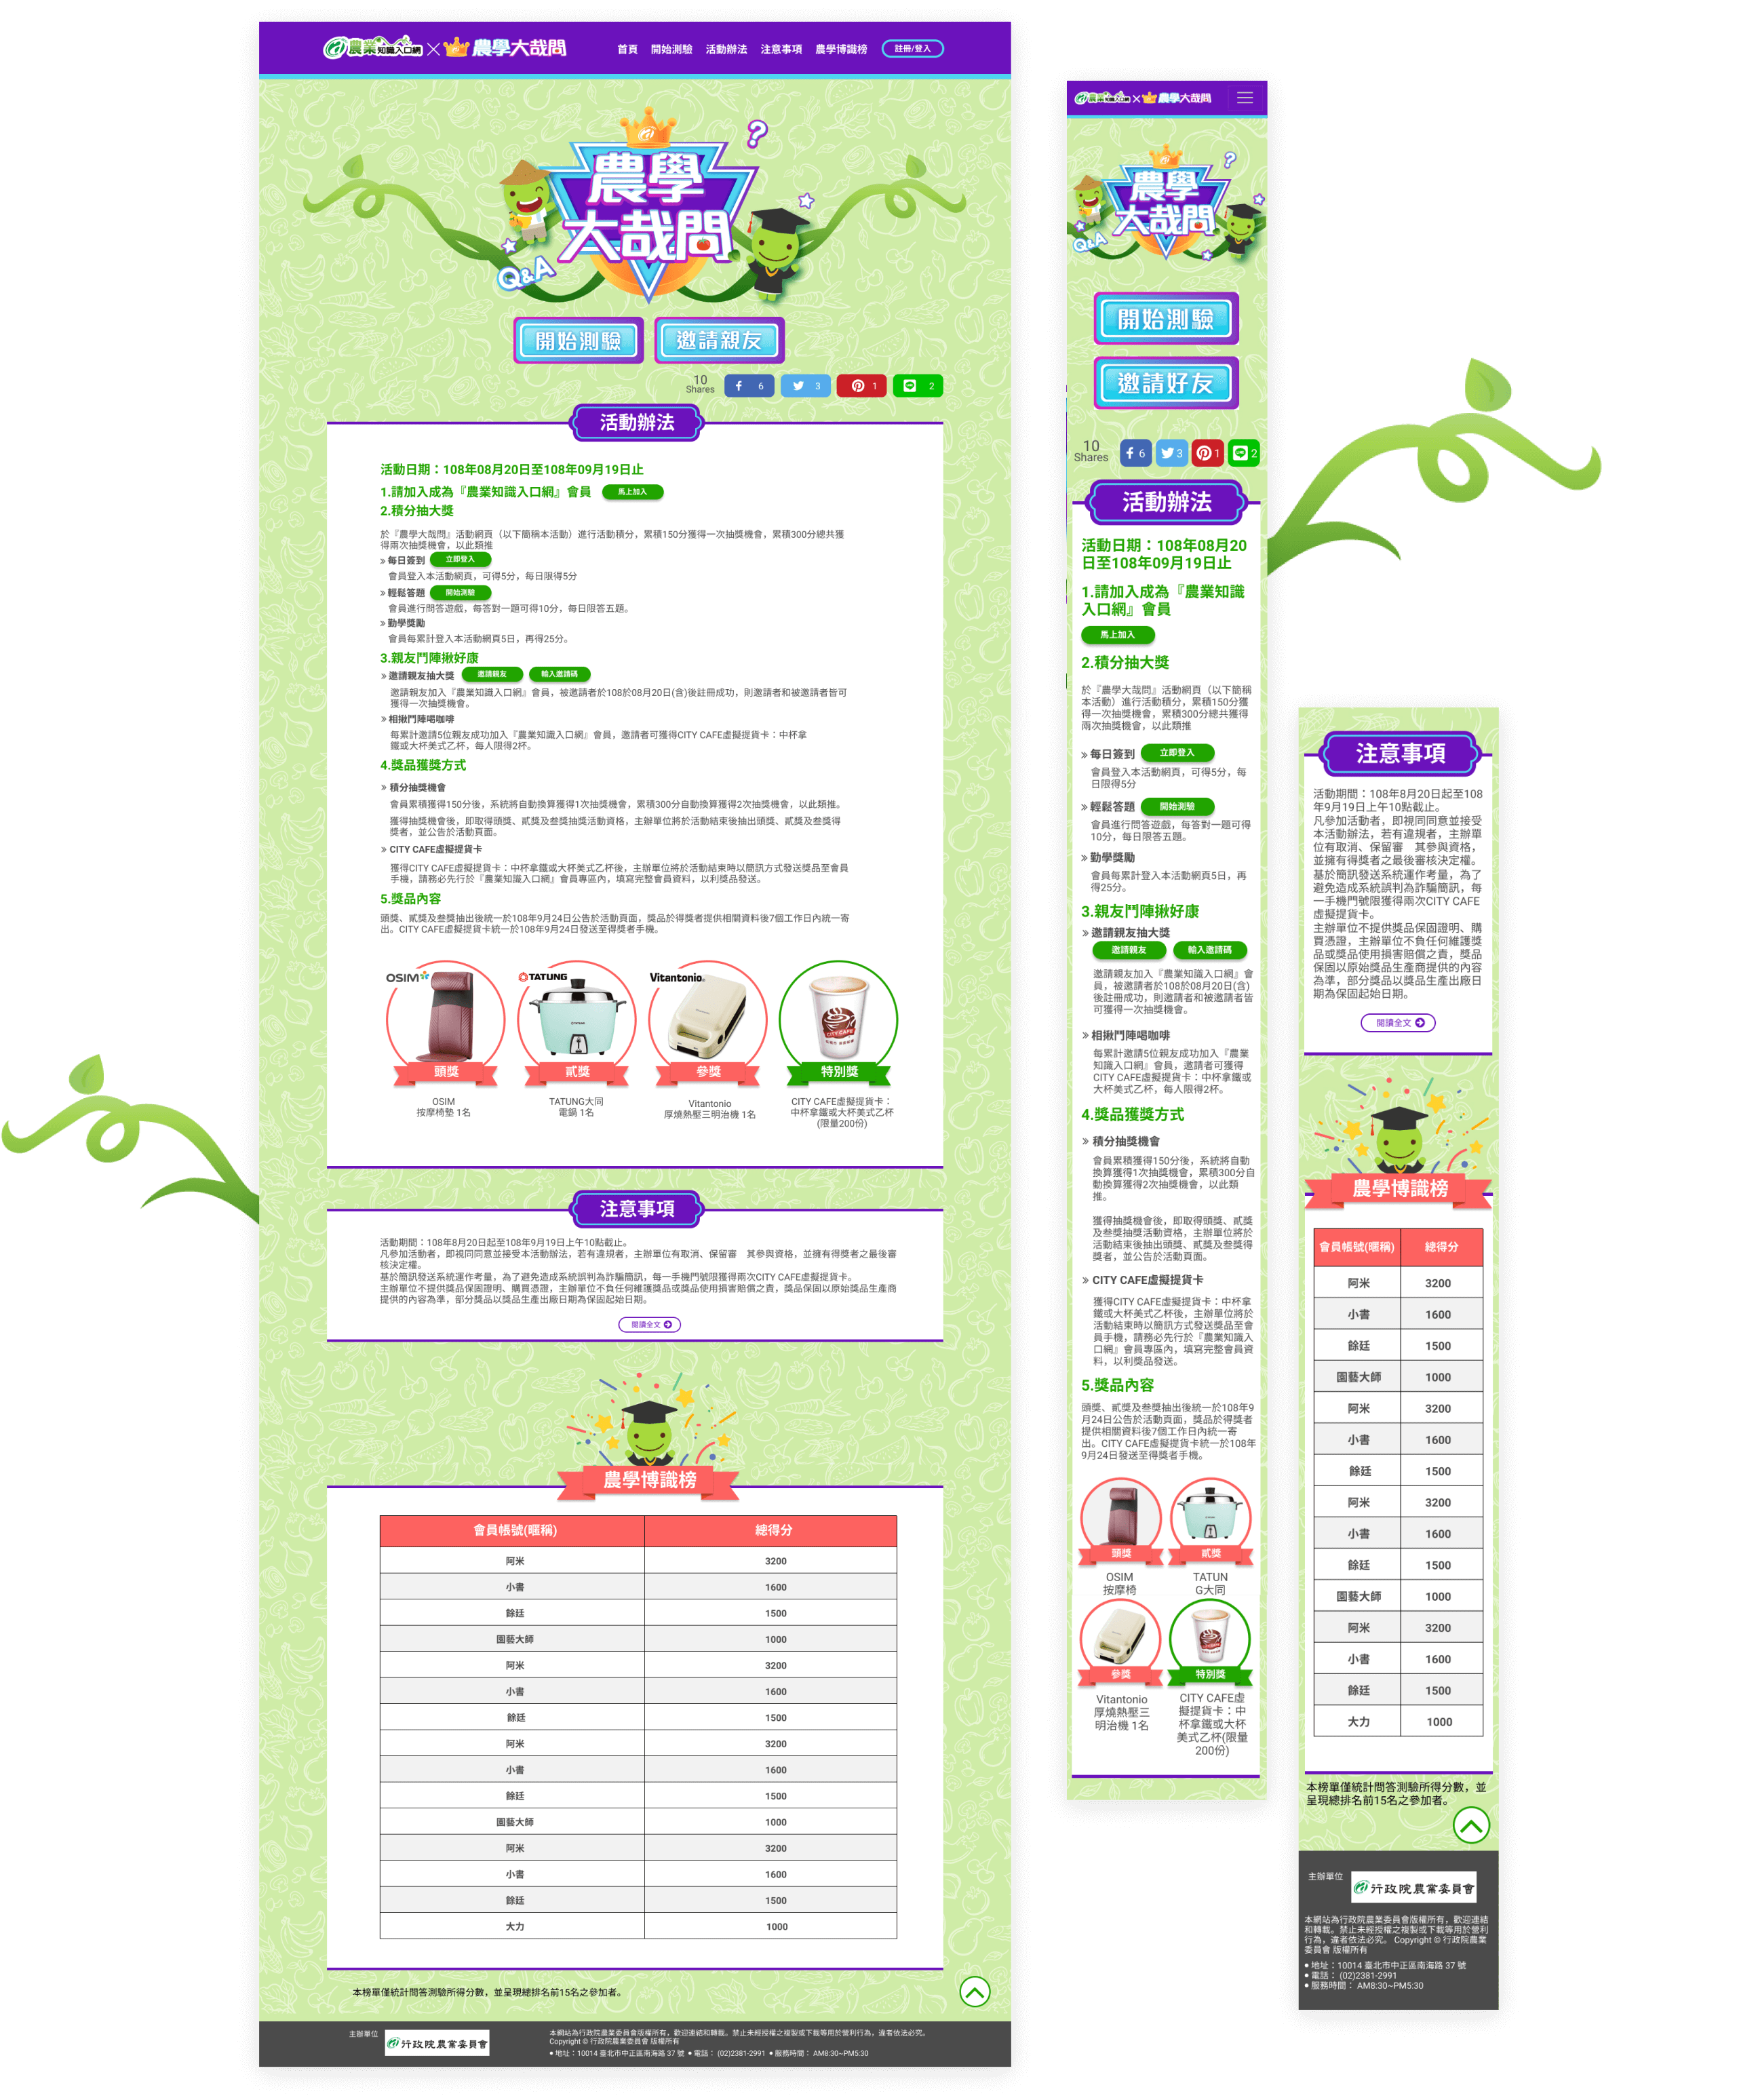 農業知識入口網×農學大哉問
首頁 開始測驗 活動辦法 注意事項 農學博識榜 註冊/登入
?
農學
大哉問
Q&A
開始測驗 邀請親友
10
Shares
6 3 1 2
活動辦法
活動日期：108年08月20日至108年09月19日止
1.請加入成為『農業知識入口網』會員 馬上加入
2.積分抽大獎
於『農學大哉問』活動網頁（以下簡稱本活動）進行活動積分，累積150分獲得一次抽獎機會，累積300分總共獲
得兩次抽獎機會，以此類推
» 每日簽到 立即登入
會員登入本活動網頁，可得5分，每日限得5分
» 輕鬆答題 開始測驗
會員進行問答遊戲，每答對一題可得10分，每日限答五題。
» 勤學獎勵
會員每累計登入本活動網頁5日，再得25分。
3.親友鬥陣揪好康
» 邀請親友抽大獎 邀請親友 輸入邀請碼
邀請親友加入『農業知識入口網』會員，被邀請者於108於08月20日(含)後註冊成功，則邀請者和被邀請者皆可
獲得一次抽獎機會。
» 相揪鬥陣喝咖啡
每累計邀請5位親友成功加入『農業知識入口網』會員，邀請者可獲得CITY CAFE虛擬提貨卡：中杯拿
鐵或大杯美式乙杯，每人限得2杯。
4.獎品獲獎方式
» 積分抽獎機會
會員累積獲得150分後，系統將自動換算獲得1次抽獎機會，累積300分自動換算獲得2次抽獎機會，以此類推。
獲得抽獎機會後，即取得頭獎、貳獎及叁獎抽獎活動資格，主辦單位將於活動結束後抽出頭獎、貳獎及叁獎得
獎者，並公告於活動頁面。
» CITY CAFE虛擬提貨卡
獲得CITY CAFE虛擬提貨卡：中杯拿鐵或大杯美式乙杯後，主辦單位將於活動結束時以簡訊方式發送獎品至會員
手機，請務必先行於『農業知識入口網』會員專區內，填寫完整會員資料，以利獎品發送。
5.獎品內容
頭獎、貳獎及叁獎抽出後統一於108年9月24日公告於活動頁面，獎品於得獎者提供相關資料後7個工作日內統一寄
出。CITY CAFE虛擬提貨卡統一於108年9月24日發送至得獎者手機。
OSIM TATUNG Vitantonio CITY CAFE
頭獎 貳獎 參獎 特別獎
OSIM
按摩椅墊 1名
TATUNG大同
電鍋 1名
Vitantonio
厚燒熱壓三明治機 1名
CITY CAFE虛擬提貨卡：
中杯拿鐵或大杯美式乙杯
(限量200份)
注意事項
活動期間：108年8月20日起至108年9月19日上午10點截止。
凡參加活動者，即視同同意並接受本活動辦法，若有違規者，主辦單位有取消、保留審　其參與資格，並擁有得獎者之最後審
核決定權。
基於簡訊發送系統運作考量，為了避免造成系統誤判為詐騙簡訊，每一手機門號限獲得兩次CITY CAFE虛擬提貨卡。
主辦單位不提供獎品保固證明、購買憑證，主辦單位不負任何維護獎品或獎品使用損害賠償之責，獎品保固以原始獎品生產商
提供的內容為準，部分獎品以獎品生產出廠日期為保固起始日期。
閱讀全文
農學博識榜
會員帳號(暱稱) 總得分
阿米 3200
小書 1600
餘廷 1500
園藝大師 1000
阿米 3200
小書 1600
餘廷 1500
阿米 3200
小書 1600
餘廷 1500
園藝大師 1000
阿米 3200
小書 1600
餘廷 1500
大力 1000
本榜單僅統計問答測驗所得分數，並呈現總排名前15名之參加者。
主辦單位 行政院農業委員會
本網站為行政院農業委員會版權所有，歡迎連結和轉載。禁止未經授權之複製或下載等用於營利行為，違者依法必究。
Copyright © 行政院農業委員會 版權所有
● 地址：10014 臺北市中正區南海路 37 號 ● 電話： (02)2381-2991 ● 服務時間： AM8:30~PM5:30
農業知識入口網×農學大哉問
?
農學
大哉問
Q&A
開始測驗
邀請好友
10
Shares
6 3 1 2
活動辦法
活動日期：108年08月20
日至108年09月19日止
1.請加入成為『農業知識
入口網』會員
馬上加入
2.積分抽大獎
於『農學大哉問』活動網頁（以下簡稱
本活動）進行活動積分，累積150分獲
得一次抽獎機會，累積300分總共獲得
兩次抽獎機會，以此類推
» 每日簽到 立即登入
會員登入本活動網頁，可得5分，每
日限得5分
» 輕鬆答題 開始測驗
會員進行問答遊戲，每答對一題可得
10分，每日限答五題。
» 勤學獎勵
會員每累計登入本活動網頁5日，再
得25分。
3.親友鬥陣揪好康
» 邀請親友抽大獎
邀請親友 輸入邀請碼
邀請親友加入『農業知識入口網』會
員，被邀請者於108於08月20日(含)
後註冊成功，則邀請者和被邀請者皆
可獲得一次抽獎機會。
» 相揪鬥陣喝咖啡
每累計邀請5位親友成功加入『農業
知識入口網』會員，邀請者可獲得
CITY CAFE虛擬提貨卡：中杯拿鐵或
大杯美式乙杯，每人限得2杯。
4.獎品獲獎方式
» 積分抽獎機會
會員累積獲得150分後，系統將自動
換算獲得1次抽獎機會，累積300分自
動換算獲得2次抽獎機會，以此類
推。
獲得抽獎機會後，即取得頭獎、貳獎
及叁獎抽獎活動資格，主辦單位將於
活動結束後抽出頭獎、貳獎及叁獎得
獎者，並公告於活動頁面。
» CITY CAFE虛擬提貨卡
獲得CITY CAFE虛擬提貨卡：中杯拿
鐵或大杯美式乙杯後，主辦單位將於
活動結束時以簡訊方式發送獎品至會
員手機，請務必先行於『農業知識入
口網』會員專區內，填寫完整會員資
料，以利獎品發送。
5.獎品內容
頭獎、貳獎及叁獎抽出後統一於108年9
月24日公告於活動頁面，獎品於得獎者
提供相關資料後7個工作日內統一寄
出。CITY CAFE虛擬提貨卡統一於108年
9月24日發送至得獎者手機。
頭獎 貳獎
OSIM
按摩椅
TATUN
G大同
參獎 特別獎
Vitantonio
厚燒熱壓三
明治機 1名
CITY CAFE虛
擬提貨卡：中
杯拿鐵或大杯
美式乙杯(限量
200份)
注意事項
活動期間：108年8月20日起至108
年9月19日上午10點截止。
凡參加活動者，即視同同意並接受
本活動辦法，若有違規者，主辦單
位有取消、保留審　其參與資格，
並擁有得獎者之最後審核決定權。
基於簡訊發送系統運作考量，為了
避免造成系統誤判為詐騙簡訊，每
一手機門號限獲得兩次CITY CAFE
虛擬提貨卡。
主辦單位不提供獎品保固證明、購
買憑證，主辦單位不負任何維護獎
品或獎品使用損害賠償之責，獎品
保固以原始獎品生產商提供的內容
為準，部分獎品以獎品生產出廠日
期為保固起始日期。
閱讀全文
農學博識榜
會員帳號(暱稱) 總得分
阿米 3200
小書 1600
餘廷 1500
園藝大師 1000
阿米 3200
小書 1600
餘廷 1500
阿米 3200
小書 1600
餘廷 1500
園藝大師 1000
阿米 3200
小書 1600
餘廷 1500
大力 1000
本榜單僅統計問答測驗所得分數，並
呈現總排名前15名之參加者。
主辦單位 行政院農業委員會
本網站為行政院農業委員會版權所有，歡迎連結
和轉載。禁止未經授權之複製或下載等用於營利
行為，違者依法必究。 Copyright © 行政院農業
委員會 版權所有
● 地址：10014 臺北市中正區南海路 37 號
● 電話： (02)2381-2991
● 服務時間： AM8:30~PM5:30